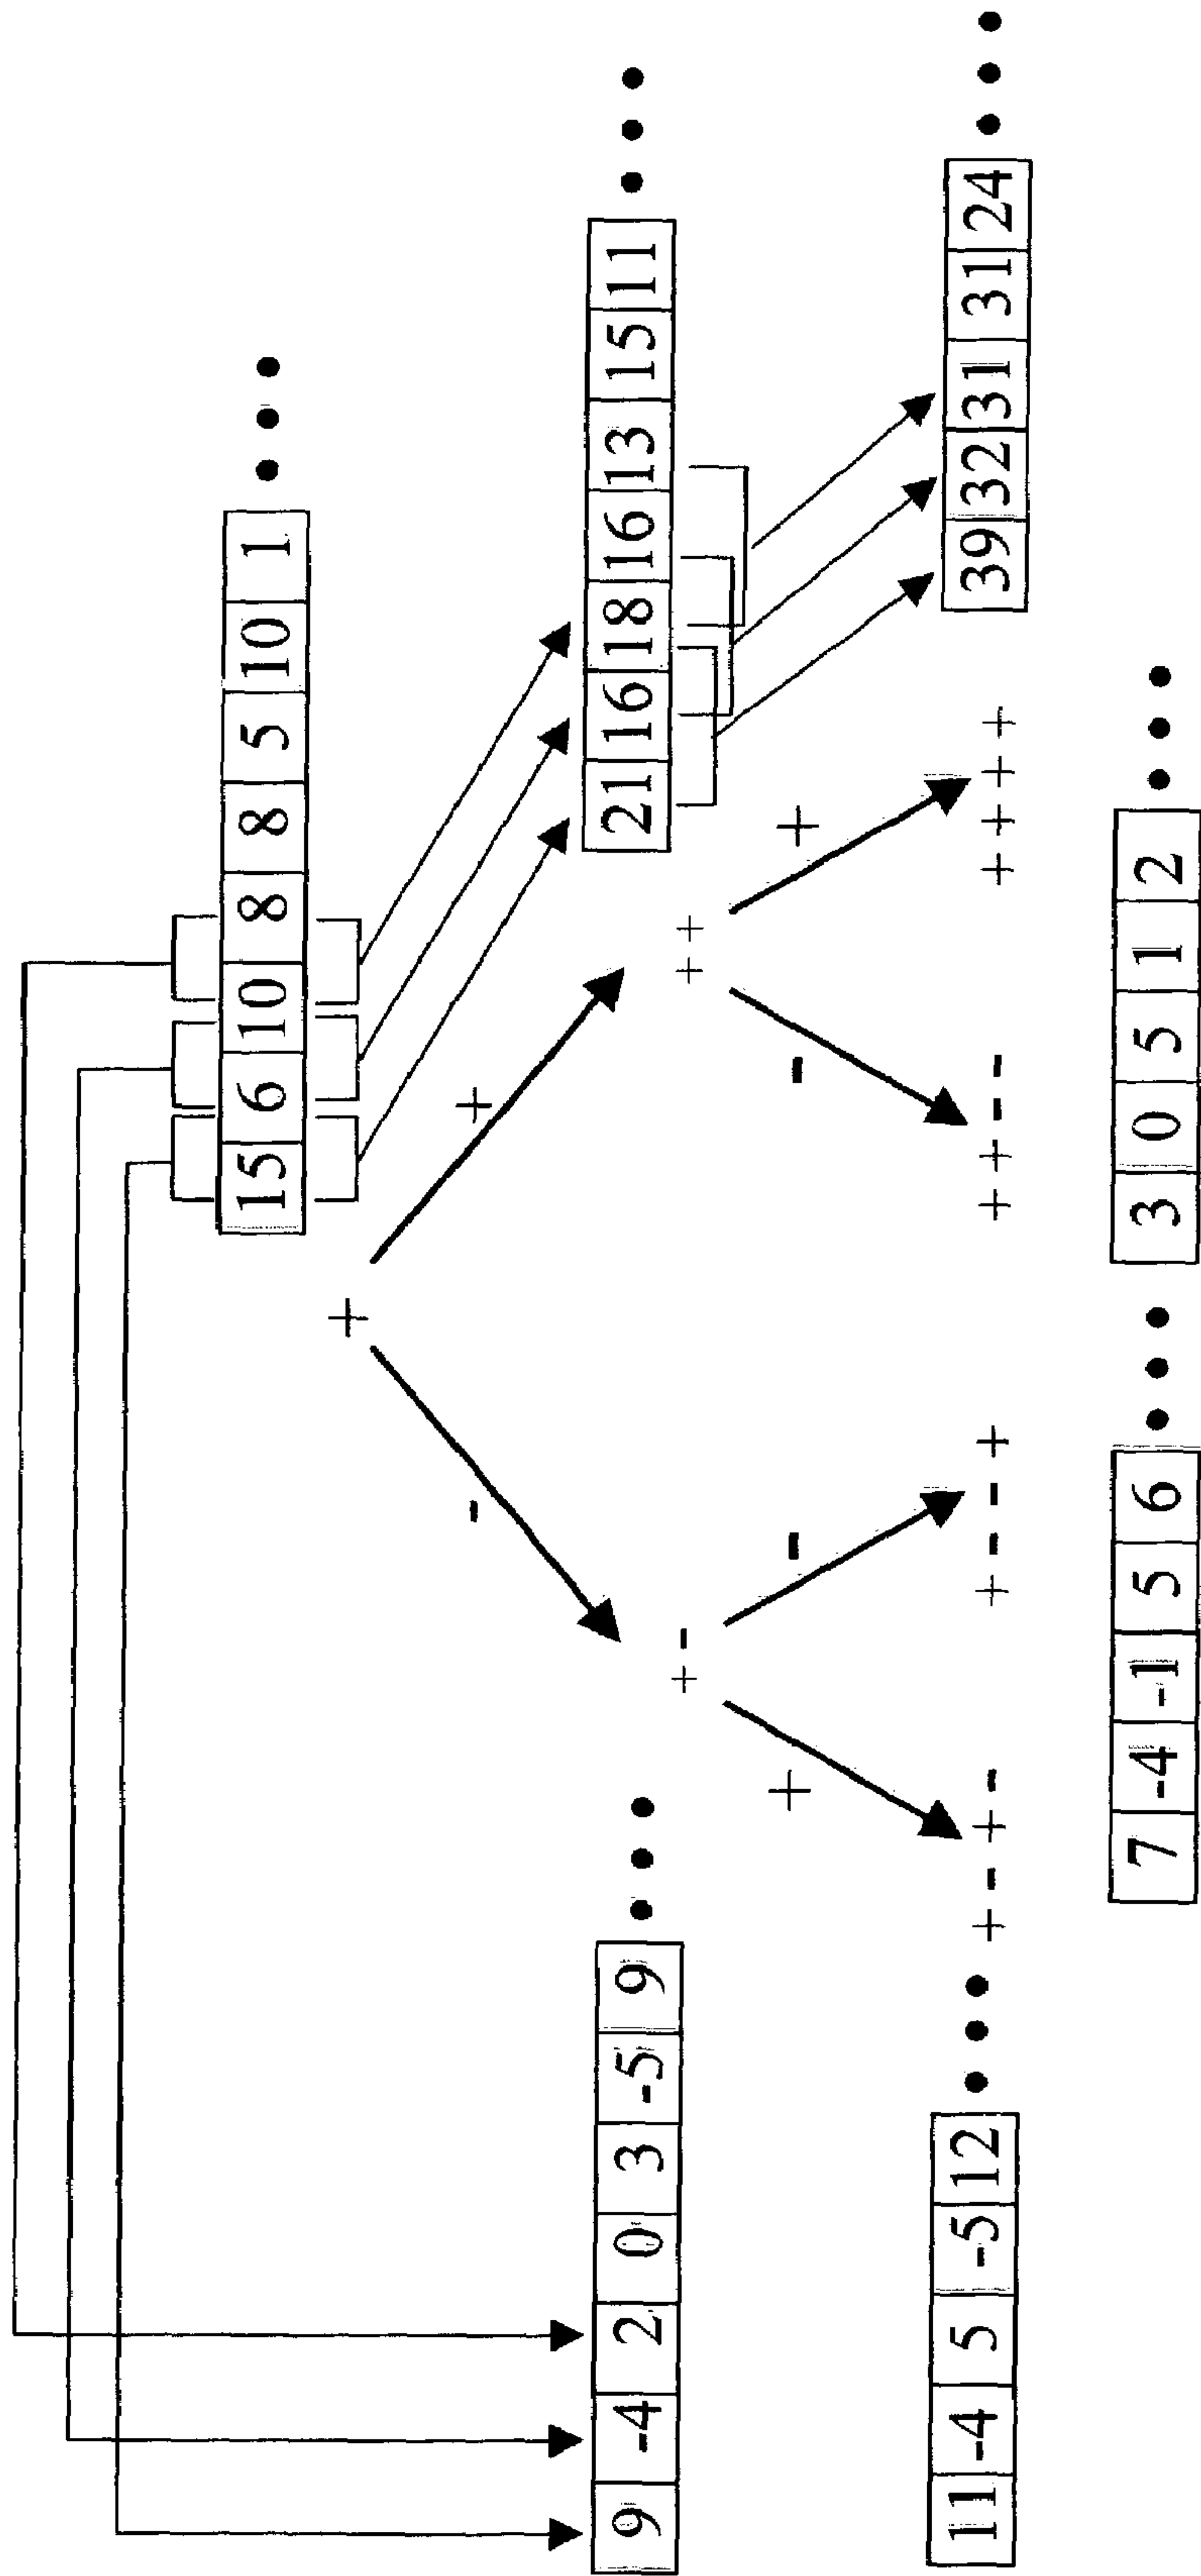 15 6 10 8 8 5 10 1 • • •
+
- +
9 -4 2 0 3 -5 9 • • •
+ -
+ +
21 16 18 16 13 15 11 • • •
+ - - +
11 -4 5 -5 12 • • •
+ - + -
+ - - +
+ + - -
+ + + +
39 32 31 31 24 • • •
7 -4 -1 5 6 • • •
3 0 5 1 2 • • •